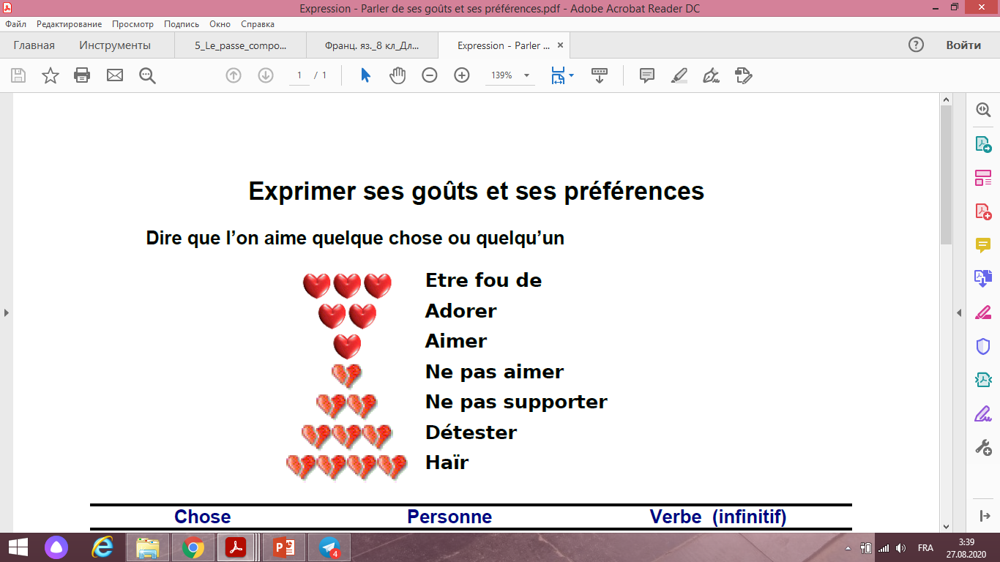 Expression - Parler de ses goûts et ses préférences.pdf - Adobe Acrobat Reader DC
Файл Редактирование Просмотр Подпись Окно Справка
Главная Инструменты 5_Le_passe_compo... Франц. яз._8 кл_Дл... Expression - Parler ... ×
Войти
1 / 1 139%
Exprimer ses goûts et ses préférences
Dire que l’on aime quelque chose ou quelqu’un
Etre fou de
Adorer
Aimer
Ne pas aimer
Ne pas supporter
Détester
Haïr
Chose Personne Verbe (infinitif)
4
FRA
3:39
27.08.2020